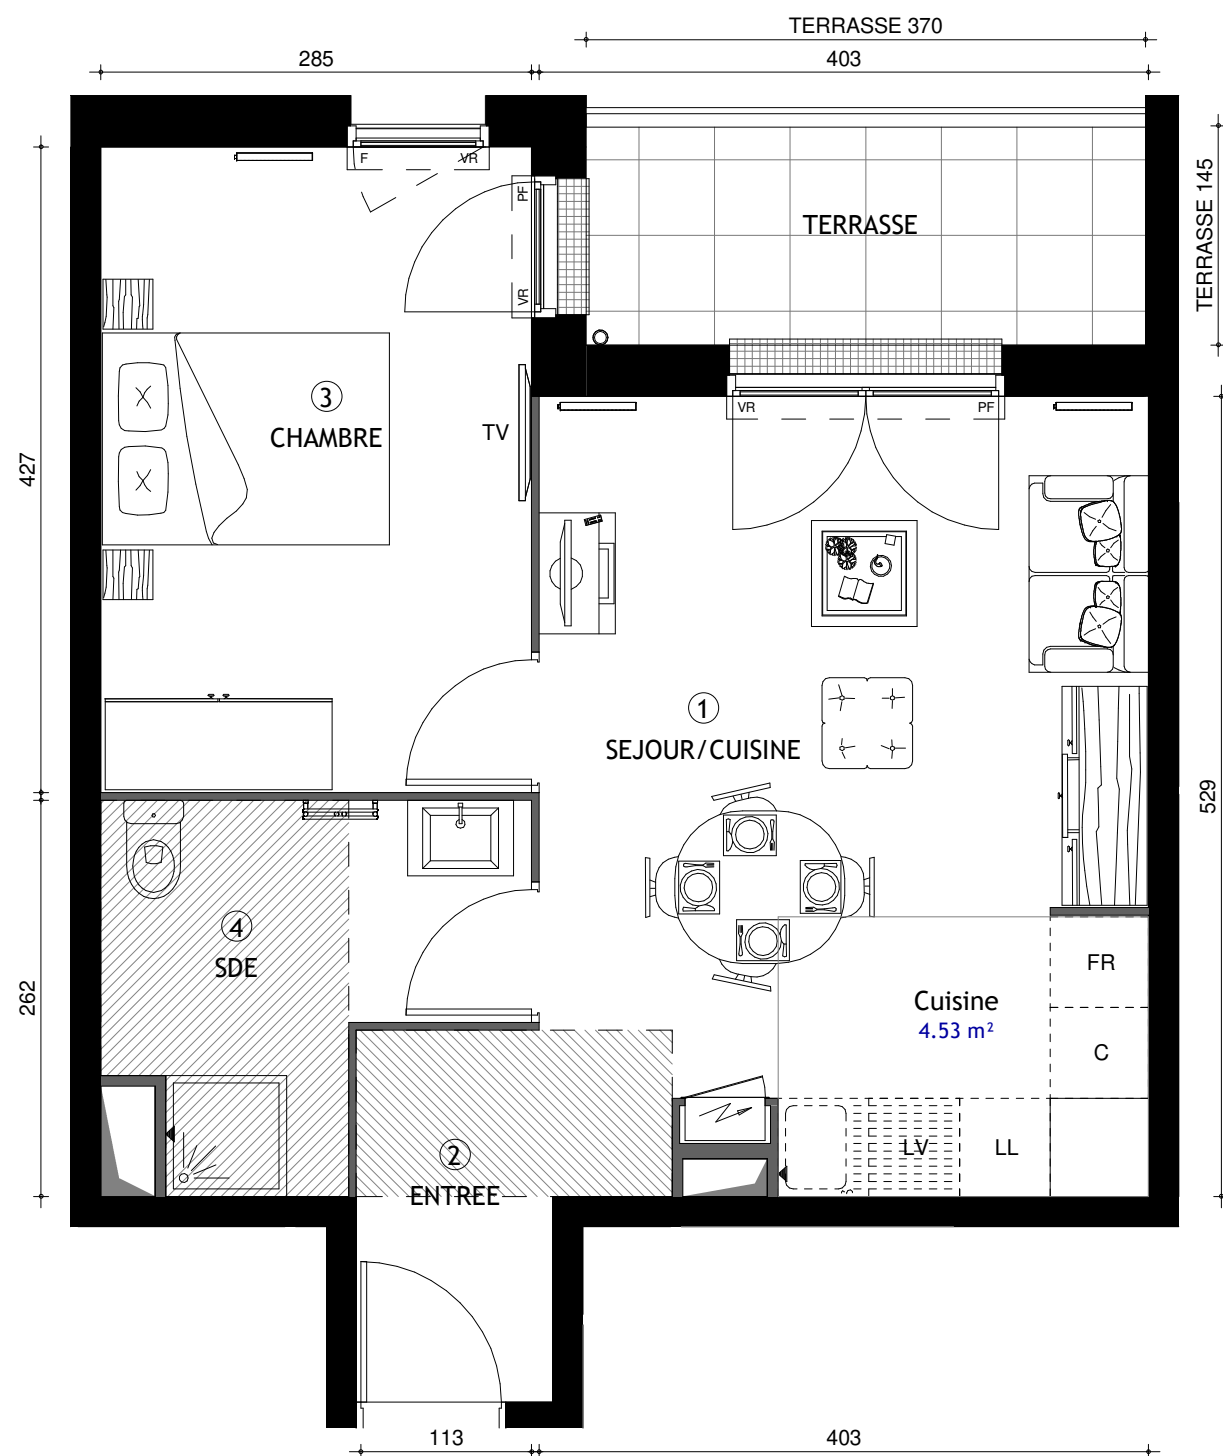 TERRASSE 370
285
403
F
VR
PF
VR
TERRASSE
TERRASSE 145
VR
PF
3
CHAMBRE
TV
427
1
SEJOUR/CUISINE
529
4
SDE
262
FR
Cuisine
4.53 m²
C
LV
LL
2
ENTREE
113
403